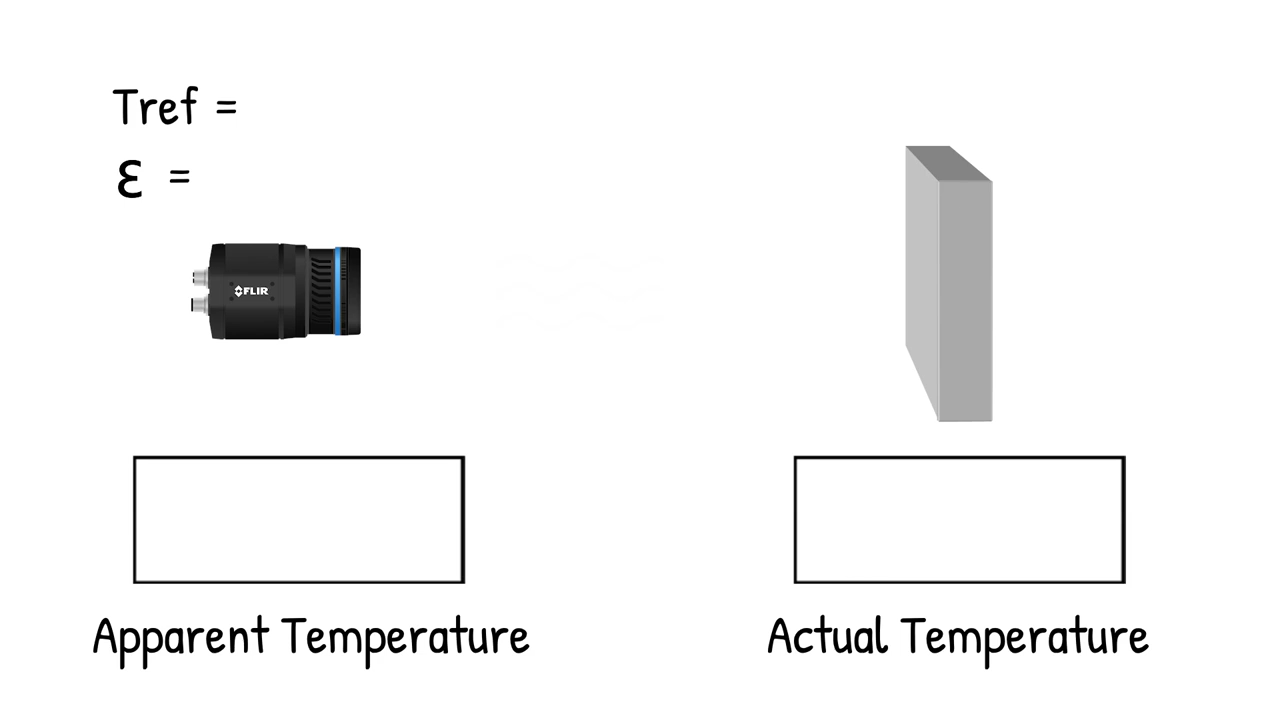 Tref =
ε =
FLIR
Apparent Temperature
Actual Temperature